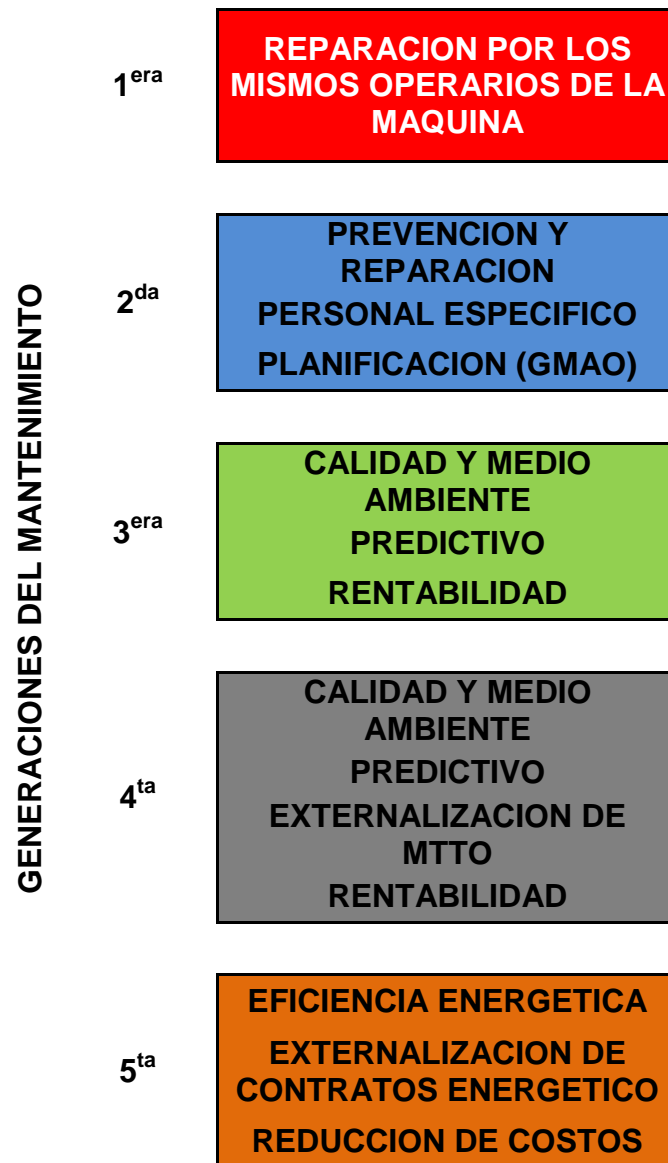 GENERACIONES DEL MANTENIMIENTO
1era
REPARACION POR LOS
MISMOS OPERARIOS DE LA
MAQUINA
2da
PREVENCION Y
REPARACION
PERSONAL ESPECIFICO
PLANIFICACION (GMAO)
3era
CALIDAD Y MEDIO
AMBIENTE
PREDICTIVO
RENTABILIDAD
4ta
CALIDAD Y MEDIO
AMBIENTE
PREDICTIVO
EXTERNALIZACION DE
MTTO
RENTABILIDAD
5ta
EFICIENCIA ENERGETICA
EXTERNALIZACION DE
CONTRATOS ENERGETICO
REDUCCION DE COSTOS